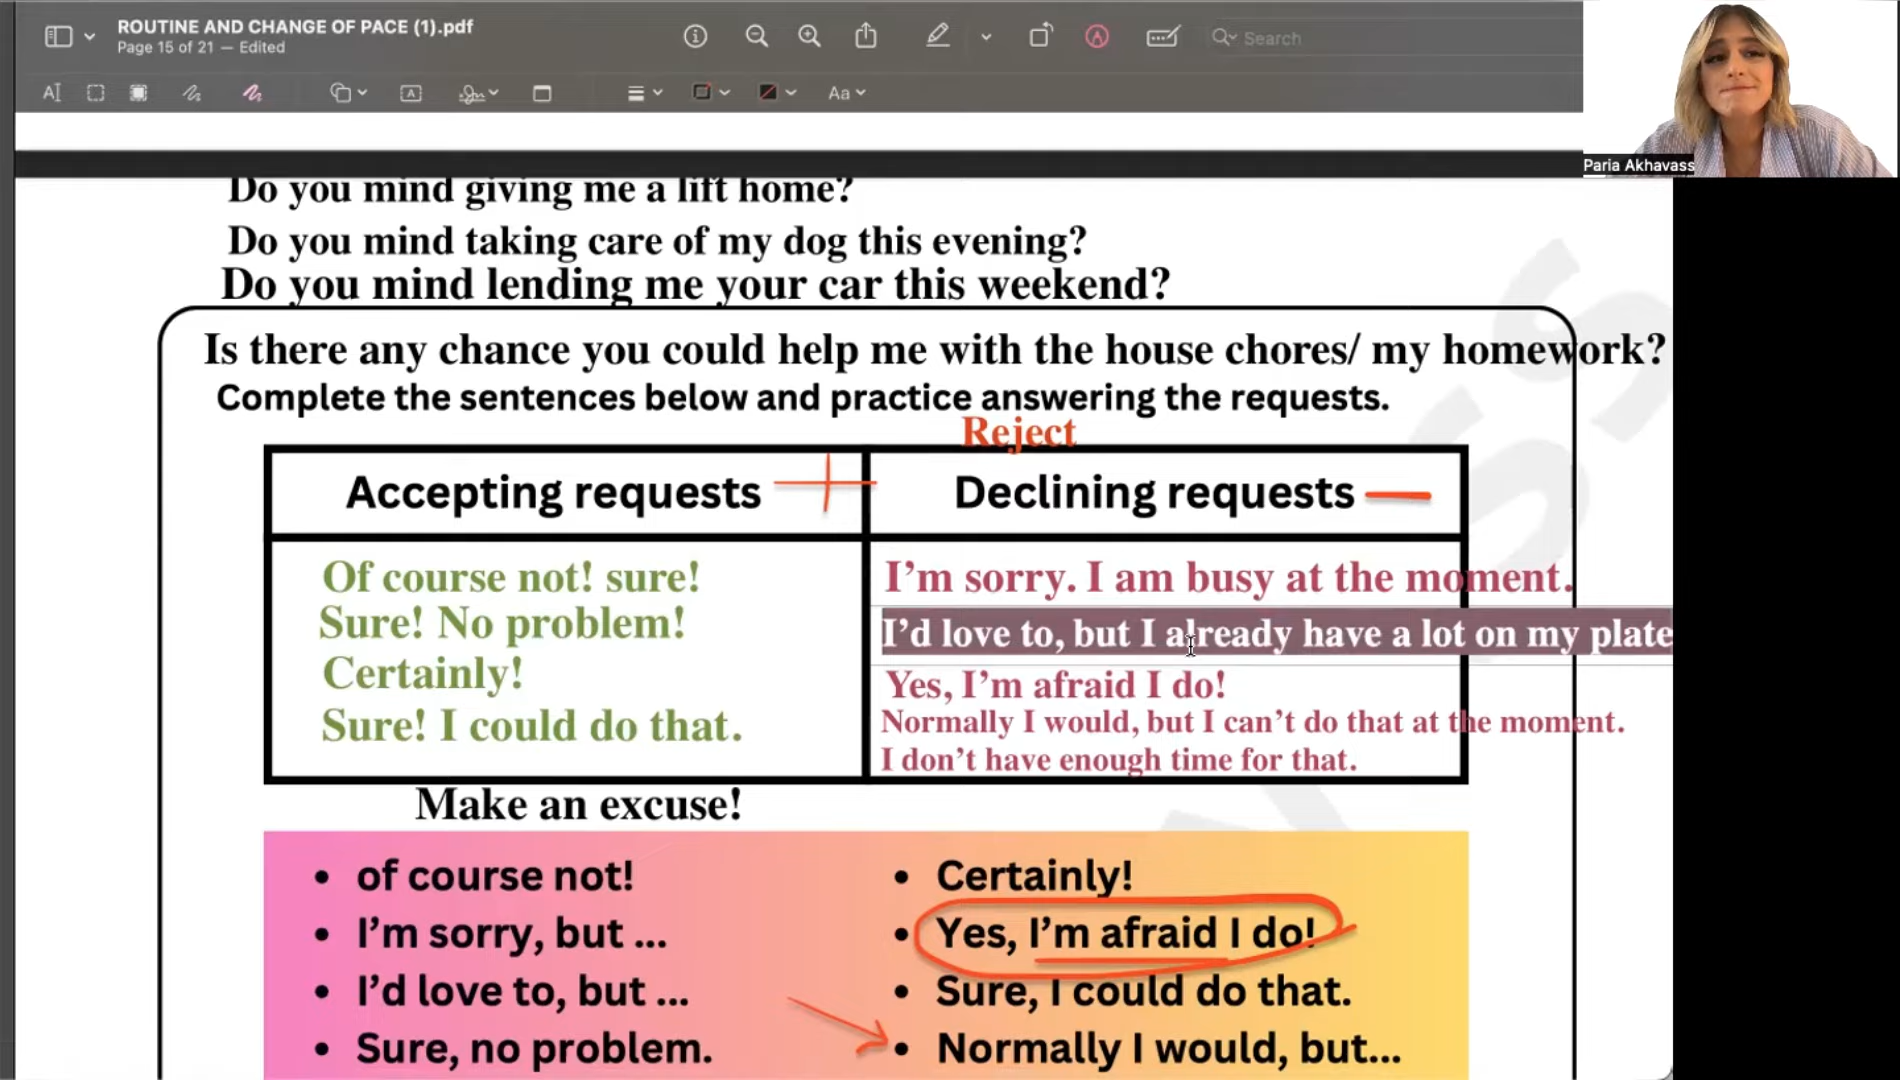 ROUTINE AND CHANGE OF PACE (1).pdf
Page 15 of 21 — Edited
Search
Aa
Paria Akhavass
Do you mind giving me a lift home?
Do you mind taking care of my dog this evening?
Do you mind lending me your car this weekend?
Is there any chance you could help me with the house chores/ my homework?
Complete the sentences below and practice answering the requests.
Reject
Accepting requests
Declining requests
Of course not! sure!
Sure! No problem!
Certainly!
Sure! I could do that.
I'm sorry. I am busy at the moment.
I'd love to, but I already have a lot on my plate
Yes, I'm afraid I do!
Normally I would, but I can't do that at the moment.
I don't have enough time for that.
Make an excuse!
• of course not!
• I'm sorry, but ...
• I'd love to, but ...
• Sure, no problem.
• Certainly!
• Yes, I'm afraid I do!
• Sure, I could do that.
• Normally I would, but...